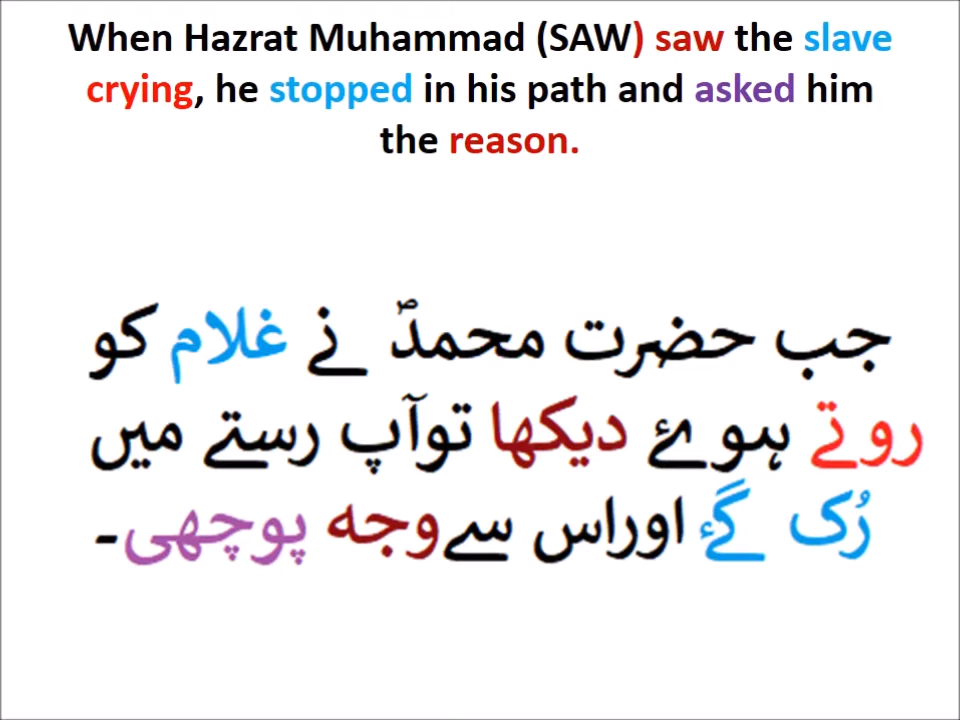 When Hazrat Muhammad (SAW) saw the slave
crying, he stopped in his path and asked him
the reason.
جب حضرت محمدؐ نے غلام کو
روتے ہوۓ دیکھا توآپ رستے میں
رُک گۓ اوراس سےوجہ پوچھی۔